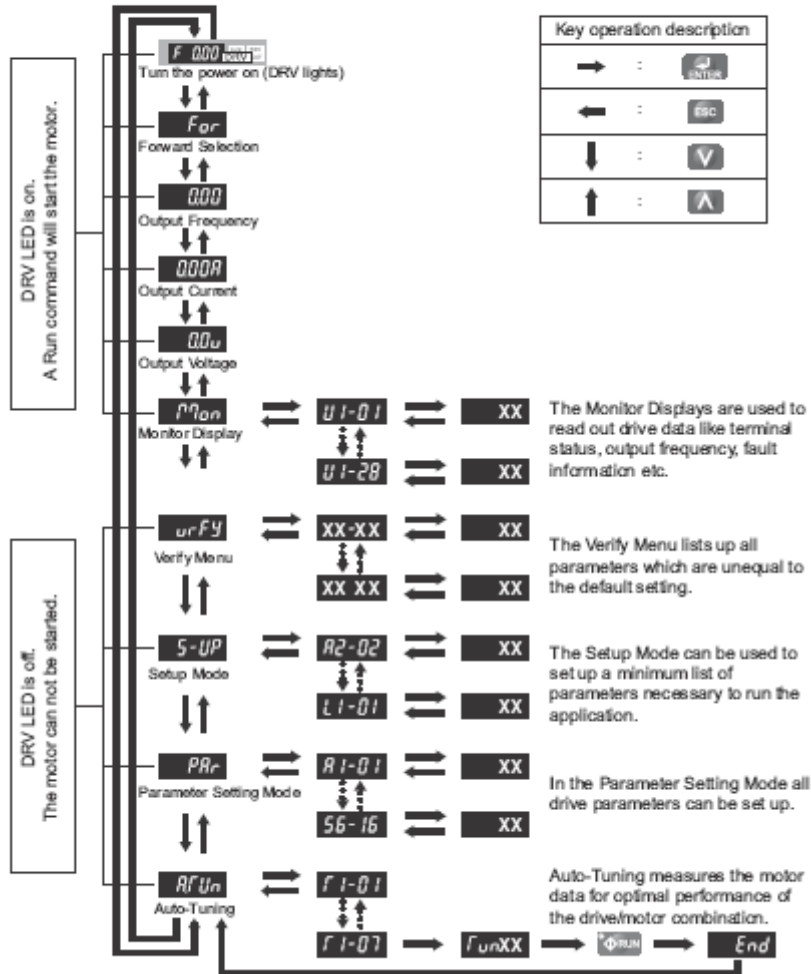 F 0.00 DRV
Turn the power on (DRV lights)
For
Forward Selection
0.00
Output Frequency
0.00A
Output Current
0.0v
Output Voltage
Mon
Monitor Display
vrFY
Verify Menu
S-UP
Setup Mode
PAr
Parameter Setting Mode
ATUn
Auto-Tuning
DRV LED is on.
A Run command will start the motor.
DRV LED is off.
The motor can not be started.
Key operation description
→ : ENTER
← : ESC
↓ : V
↑ : Λ
U1-01 XX
U1-28 XX
The Monitor Displays are used to
read out drive data like terminal
status, output frequency, fault
information etc.
XX-XX XX
XX XX XX
The Verify Menu lists up all
parameters which are unequal to
the default setting.
A2-02 XX
L1-01 XX
The Setup Mode can be used to
set up a minimum list of
parameters necessary to run the
application.
A1-01 XX
S6-16 XX
In the Parameter Setting Mode all
drive parameters can be set up.
T1-01
T1-07 TunXX RUN End
Auto-Tuning measures the motor
data for optimal performance of
the drive/motor combination.